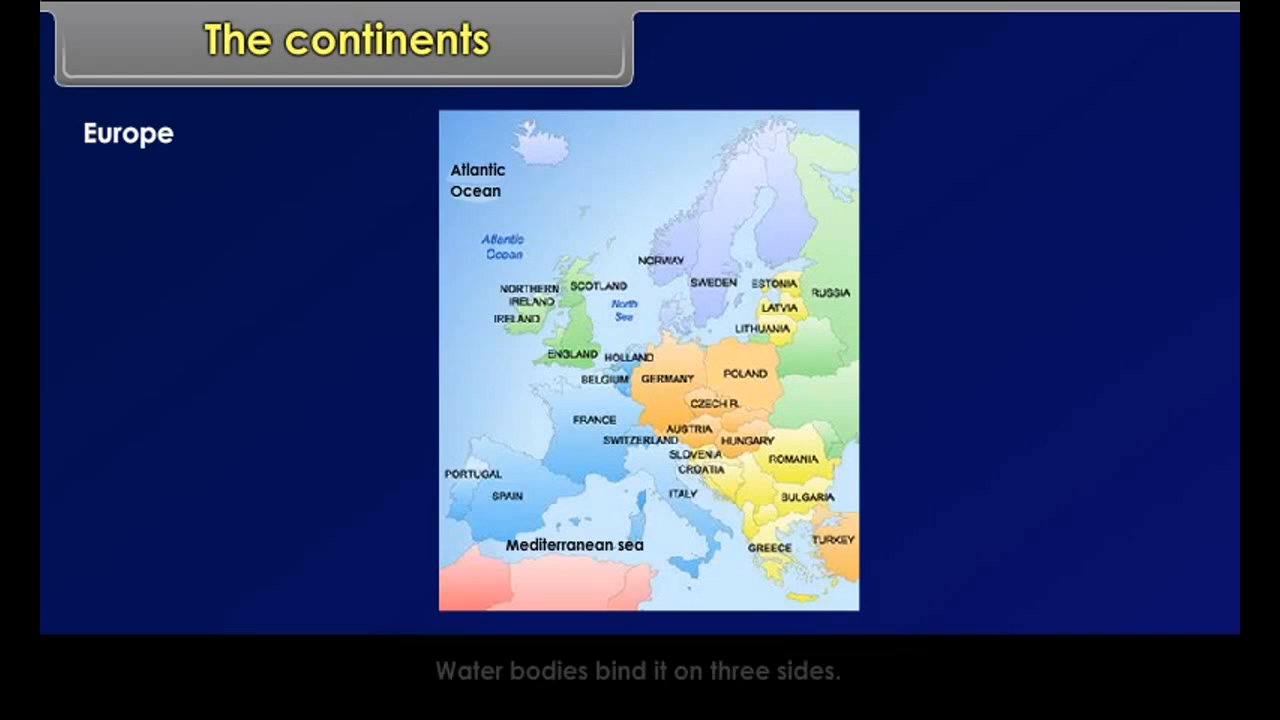 The continents
Europe
Atlantic
Ocean
Atlantic
Ocean
NORWAY
SWEDEN
ESTONIA
RUSSIA
NORTHERN
IRELAND
SCOTLAND
North
Sea
LATVIA
IRELAND
LITHUANIA
ENGLAND
HOLLAND
BELGIUM
GERMANY
POLAND
CZECH R.
FRANCE
AUSTRIA
SWITZERLAND
HUNGARY
SLOVENIA
ROMANIA
CROATIA
PORTUGAL
SPAIN
ITALY
BULGARIA
Mediterranean sea
GREECE
TURKEY
Water bodies bind it on three sides.